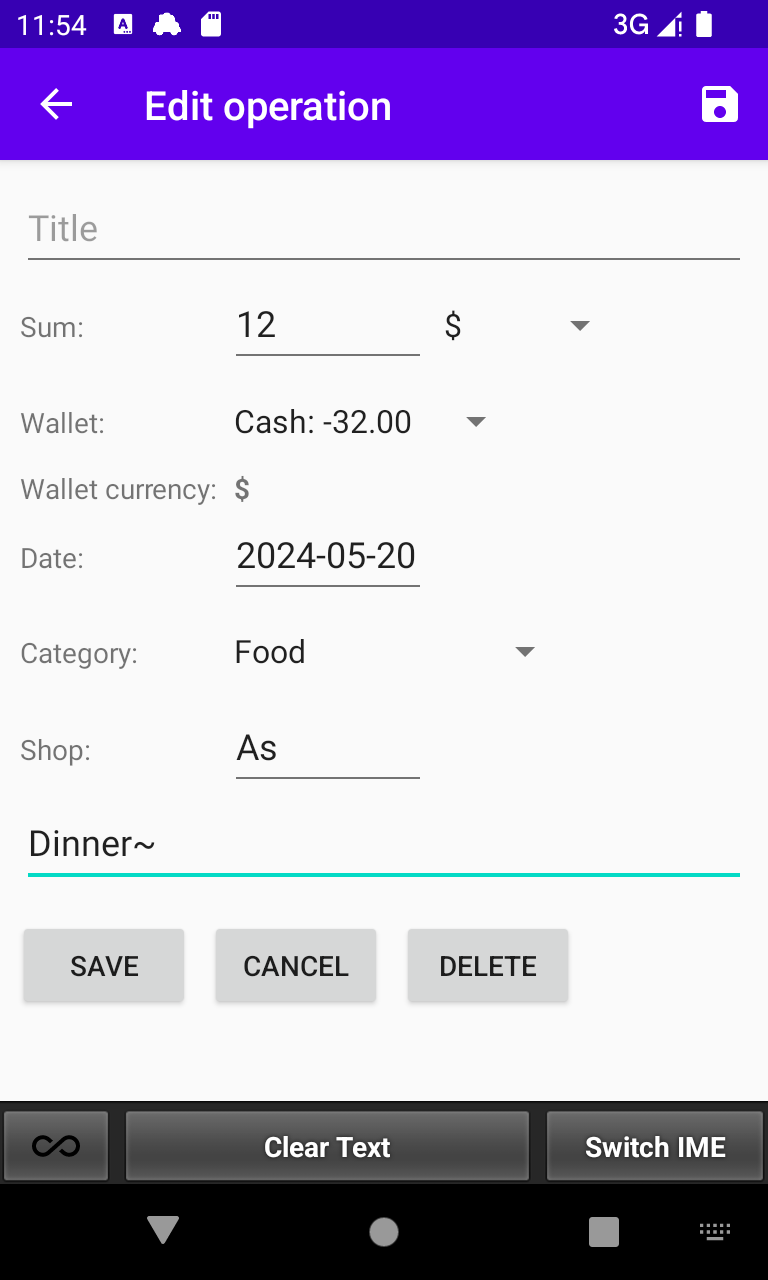 11:54 3G
Edit operation
Title
Sum: 12 $
Wallet: Cash: -32.00
Wallet currency: $
Date: 2024-05-20
Category: Food
Shop: As
Dinner~
SAVE CANCEL DELETE
Clear Text Switch IME